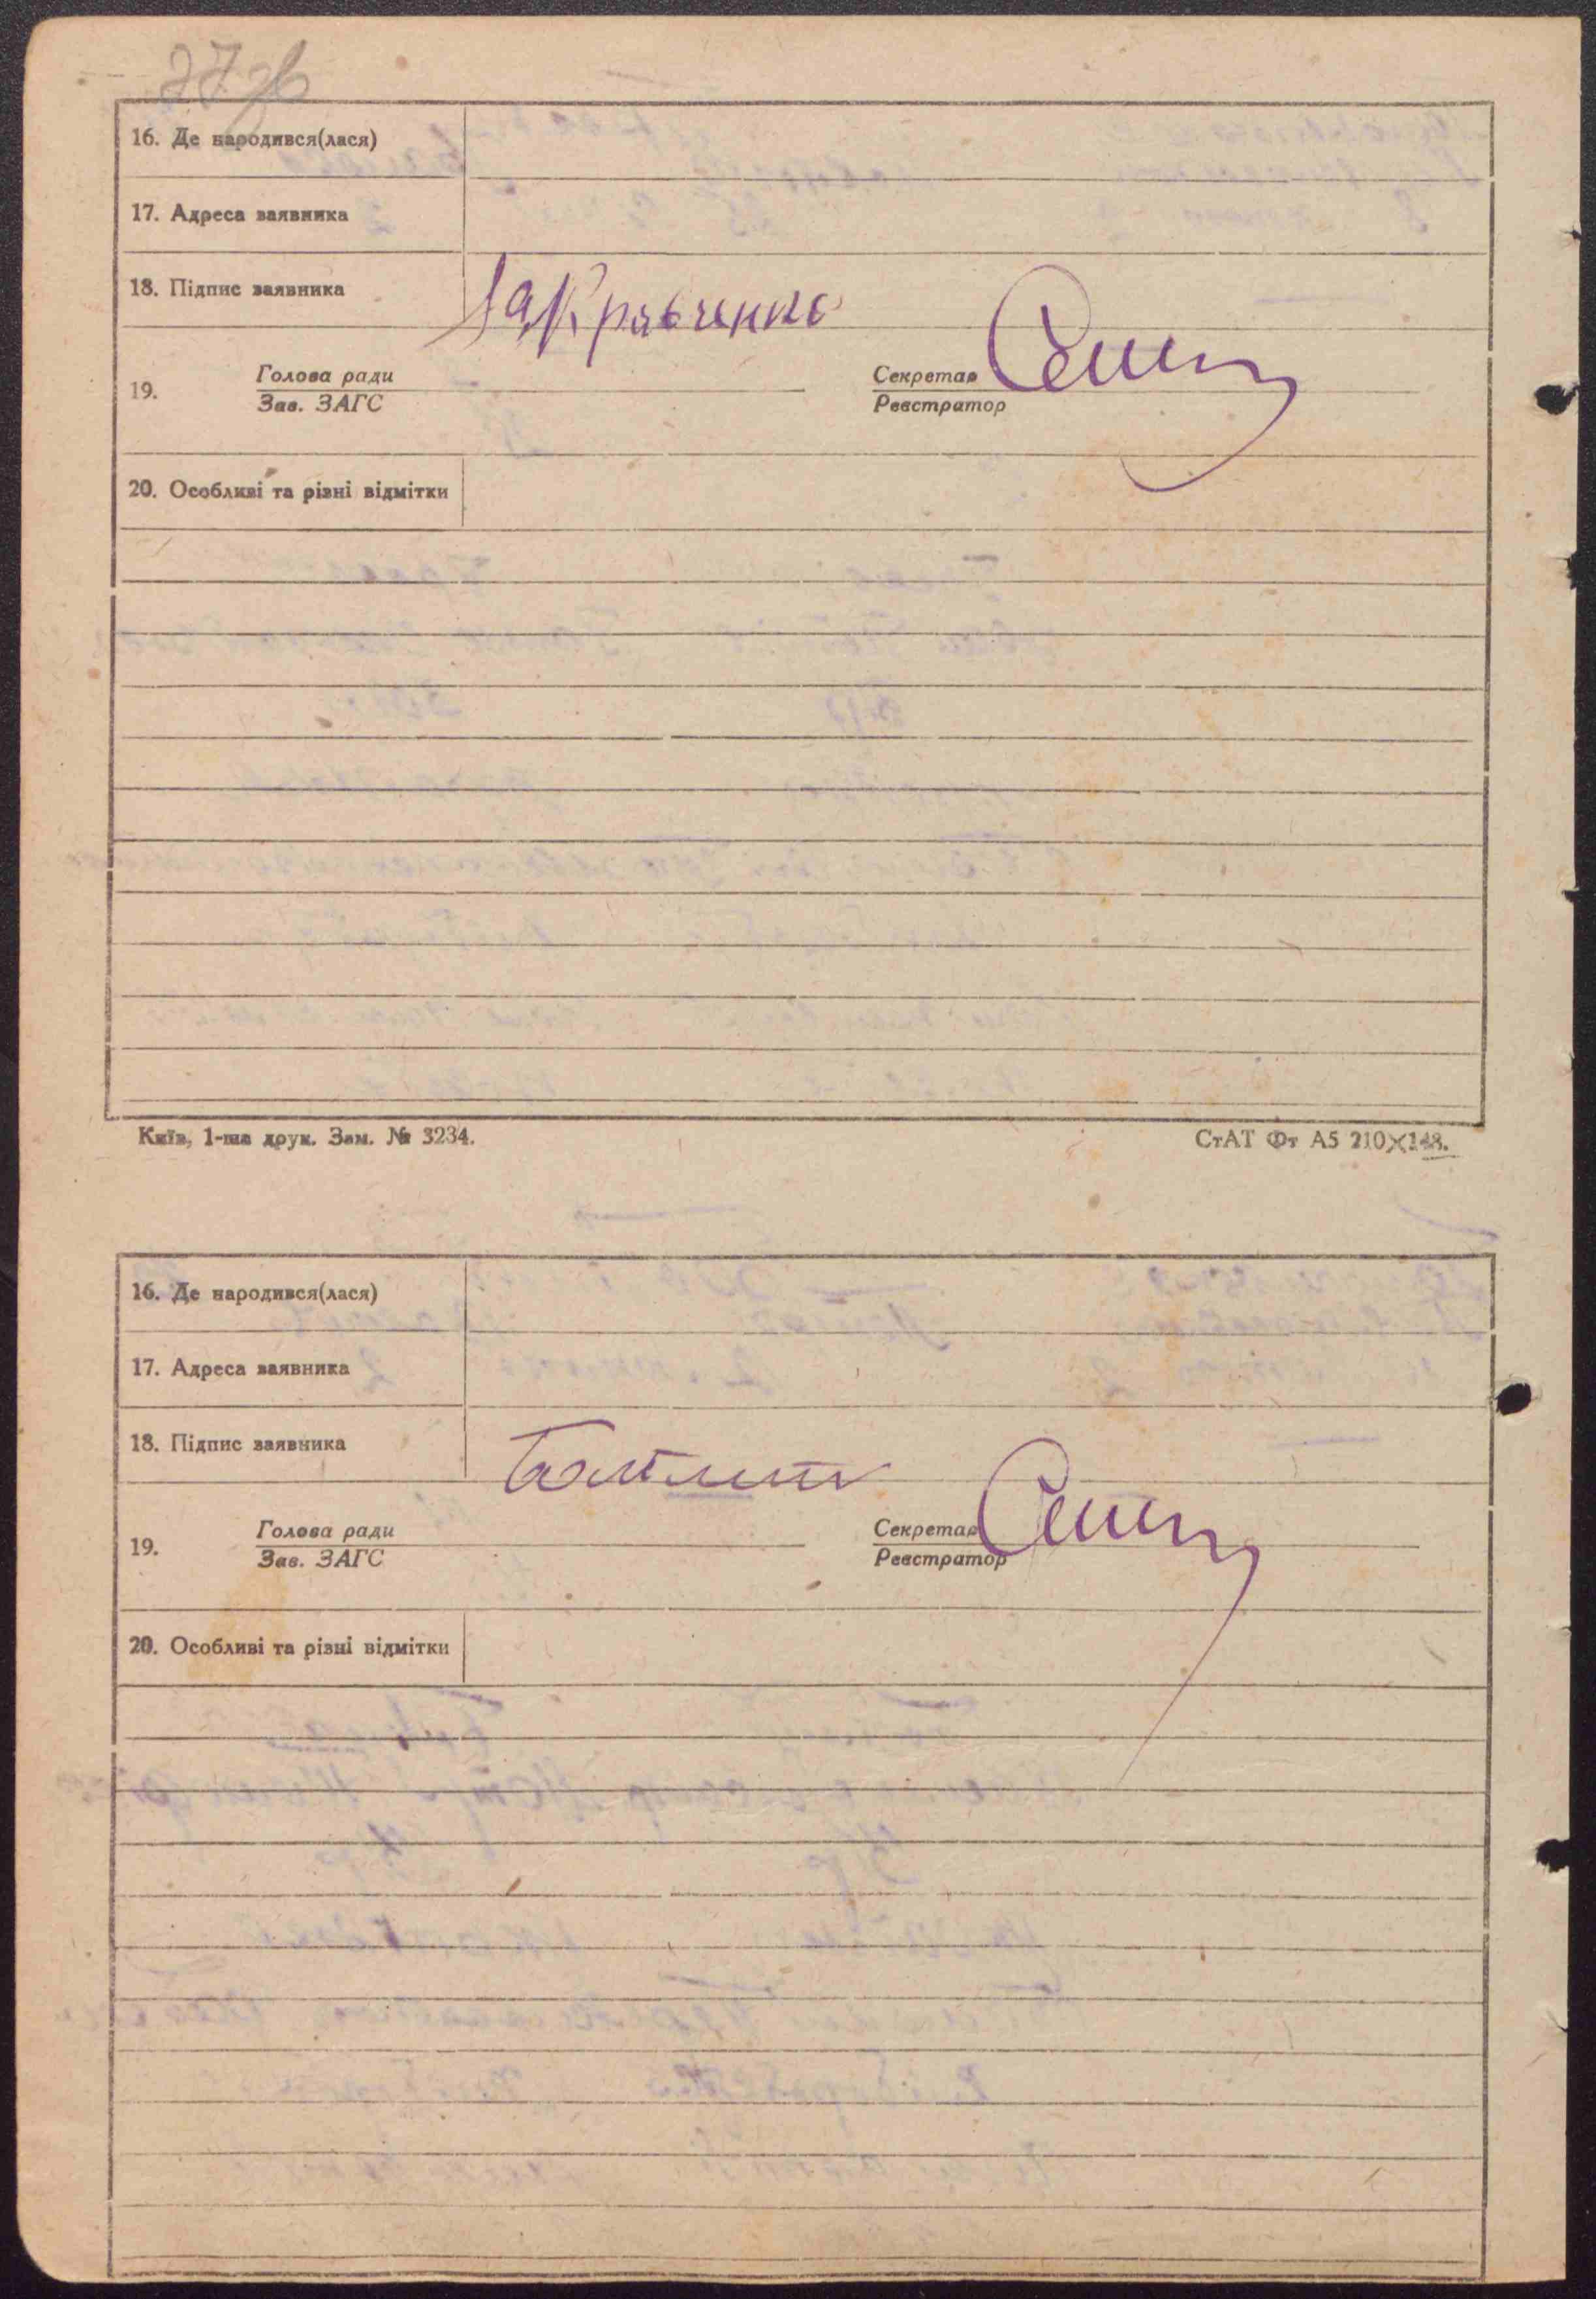 27зв
16. Де народився(лася)
17. Адреса заявника
18. Підпис заявника Кравченко
19. Голова ради Секретар
Зав. ЗАГС Реєстратор
20. Особливі та різні відмітки
Київ, 1-ша друк. Зам. № 3234. СтАТ Фт А5 210×148.
16. Де народився(лася)
17. Адреса заявника
18. Підпис заявника
19. Голова ради Секретар
Зав. ЗАГС Реєстратор
20. Особливі та різні відмітки